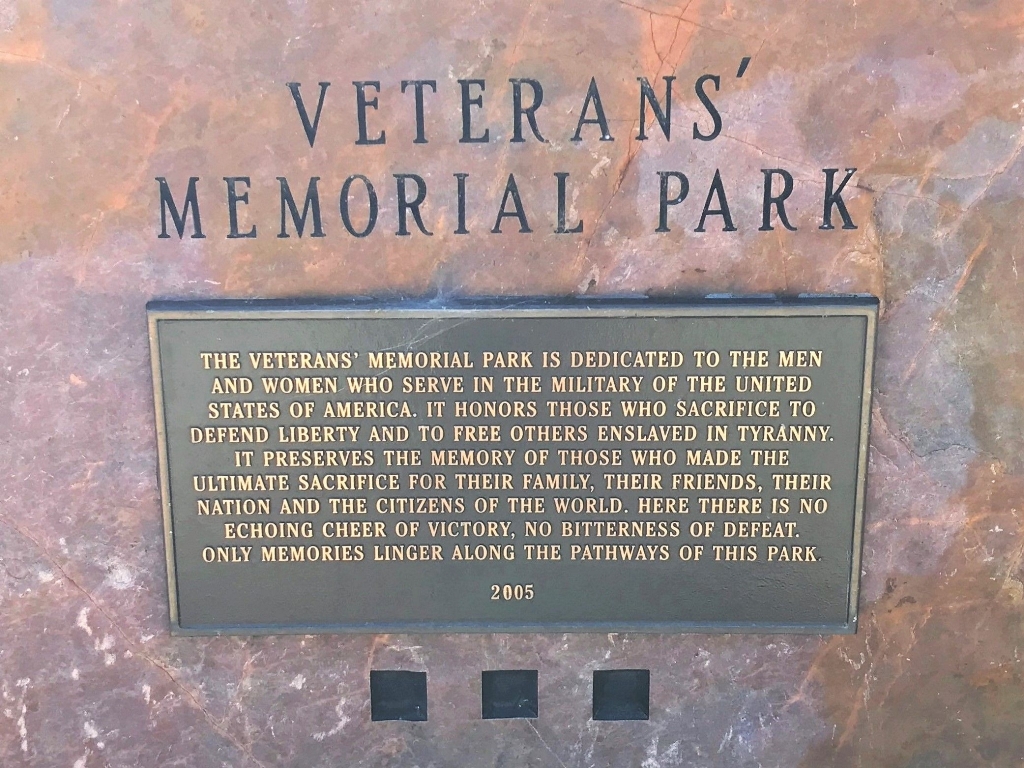 VETERANS'
MEMORIAL PARK
THE VETERANS' MEMORIAL PARK IS DEDICATED TO THE MEN
AND WOMEN WHO SERVE IN THE MILITARY OF THE UNITED
STATES OF AMERICA. IT HONORS THOSE WHO SACRIFICE TO
DEFEND LIBERTY AND TO FREE OTHERS ENSLAVED IN TYRANNY.
IT PRESERVES THE MEMORY OF THOSE WHO MADE THE
ULTIMATE SACRIFICE FOR THEIR FAMILY, THEIR FRIENDS, THEIR
NATION AND THE CITIZENS OF THE WORLD. HERE THERE IS NO
ECHOING CHEER OF VICTORY, NO BITTERNESS OF DEFEAT.
ONLY MEMORIES LINGER ALONG THE PATHWAYS OF THIS PARK.
2005